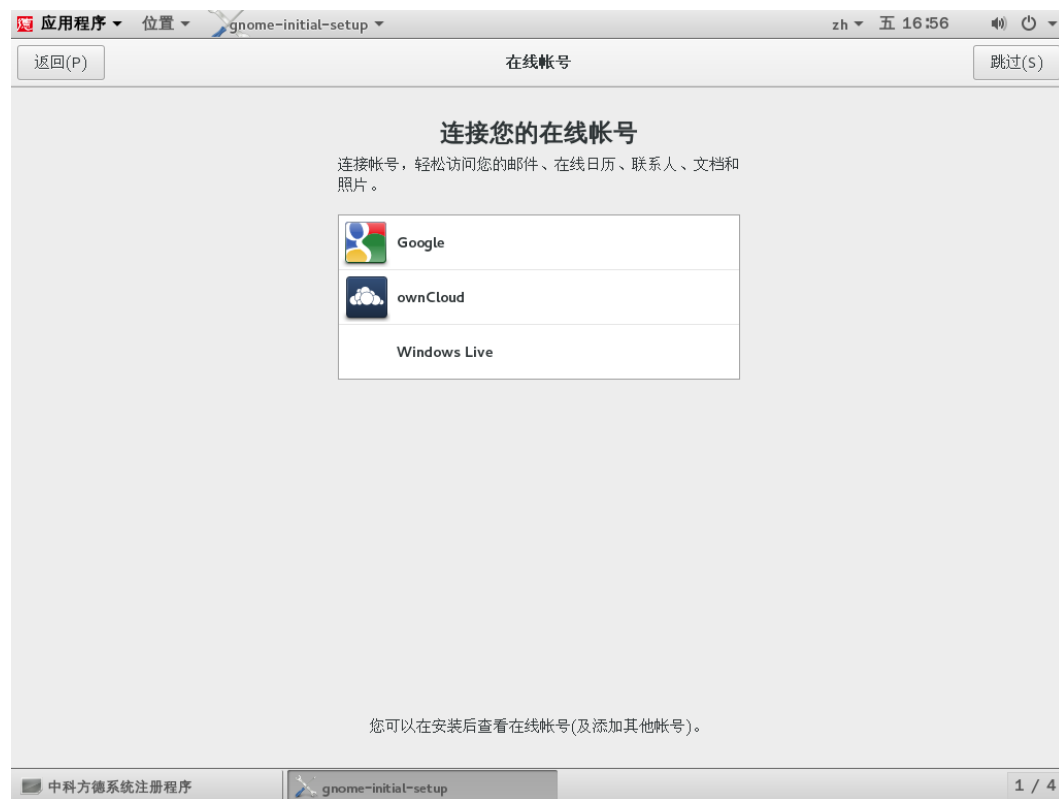 应用程序 位置 gnome-initial-setup zh 五 16:56
返回(P) 在线帐号 跳过(S)
连接您的在线帐号
连接帐号，轻松访问您的邮件、在线日历、联系人、文档和
照片。
Google
ownCloud
Windows Live
您可以在安装后查看在线帐号(及添加其他帐号)。
中科方德系统注册程序 gnome-initial-setup 1 / 4